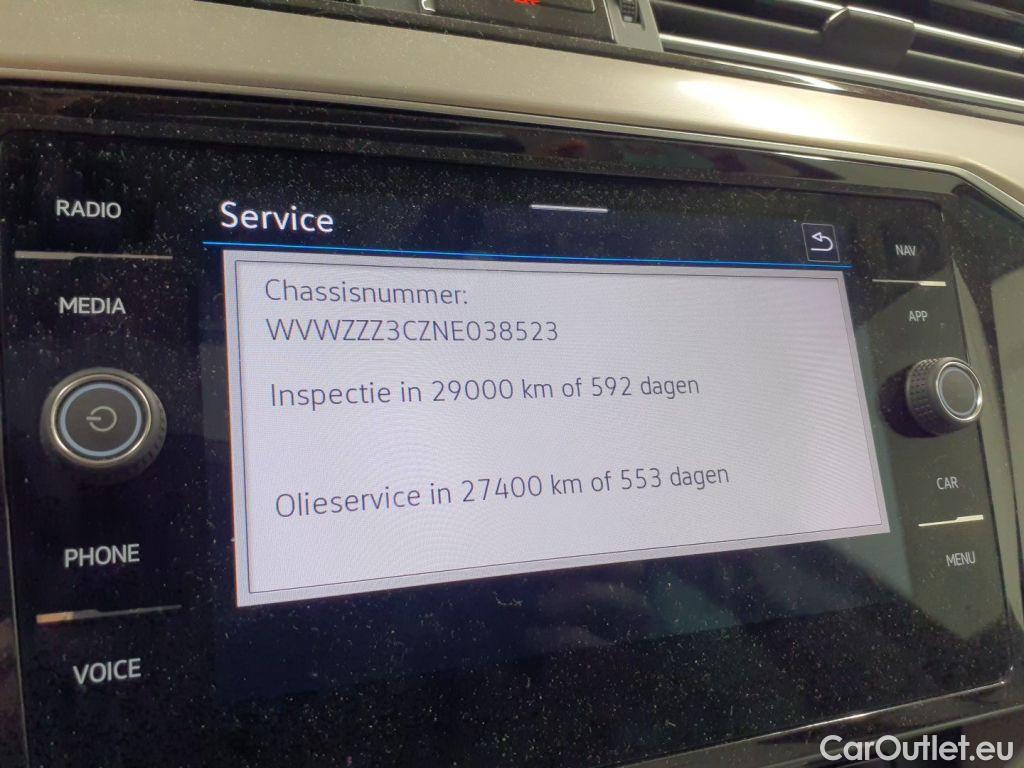 RADIO
MEDIA
PHONE
VOICE
Service
Chassisnummer:
WVWZZZ3CZNE038523
Inspectie in 29000 km of 592 dagen
Olieservice in 27400 km of 553 dagen
NAV
APP
CAR
MENU
CarOutlet.eu